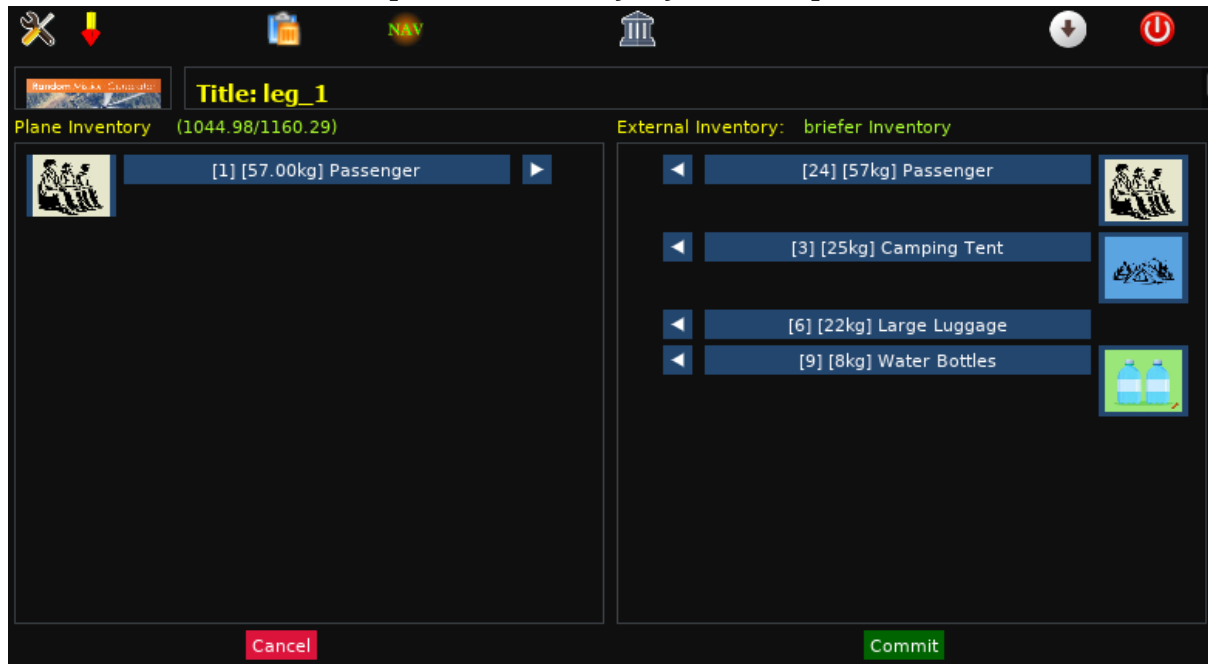 NAV
Random
Title: leg_1
Plane Inventory (1044.98/1160.29)
External Inventory: briefer Inventory
[1] [57.00kg] Passenger
[24] [57kg] Passenger
[3] [25kg] Camping Tent
[6] [22kg] Large Luggage
[9] [8kg] Water Bottles
Cancel
Commit